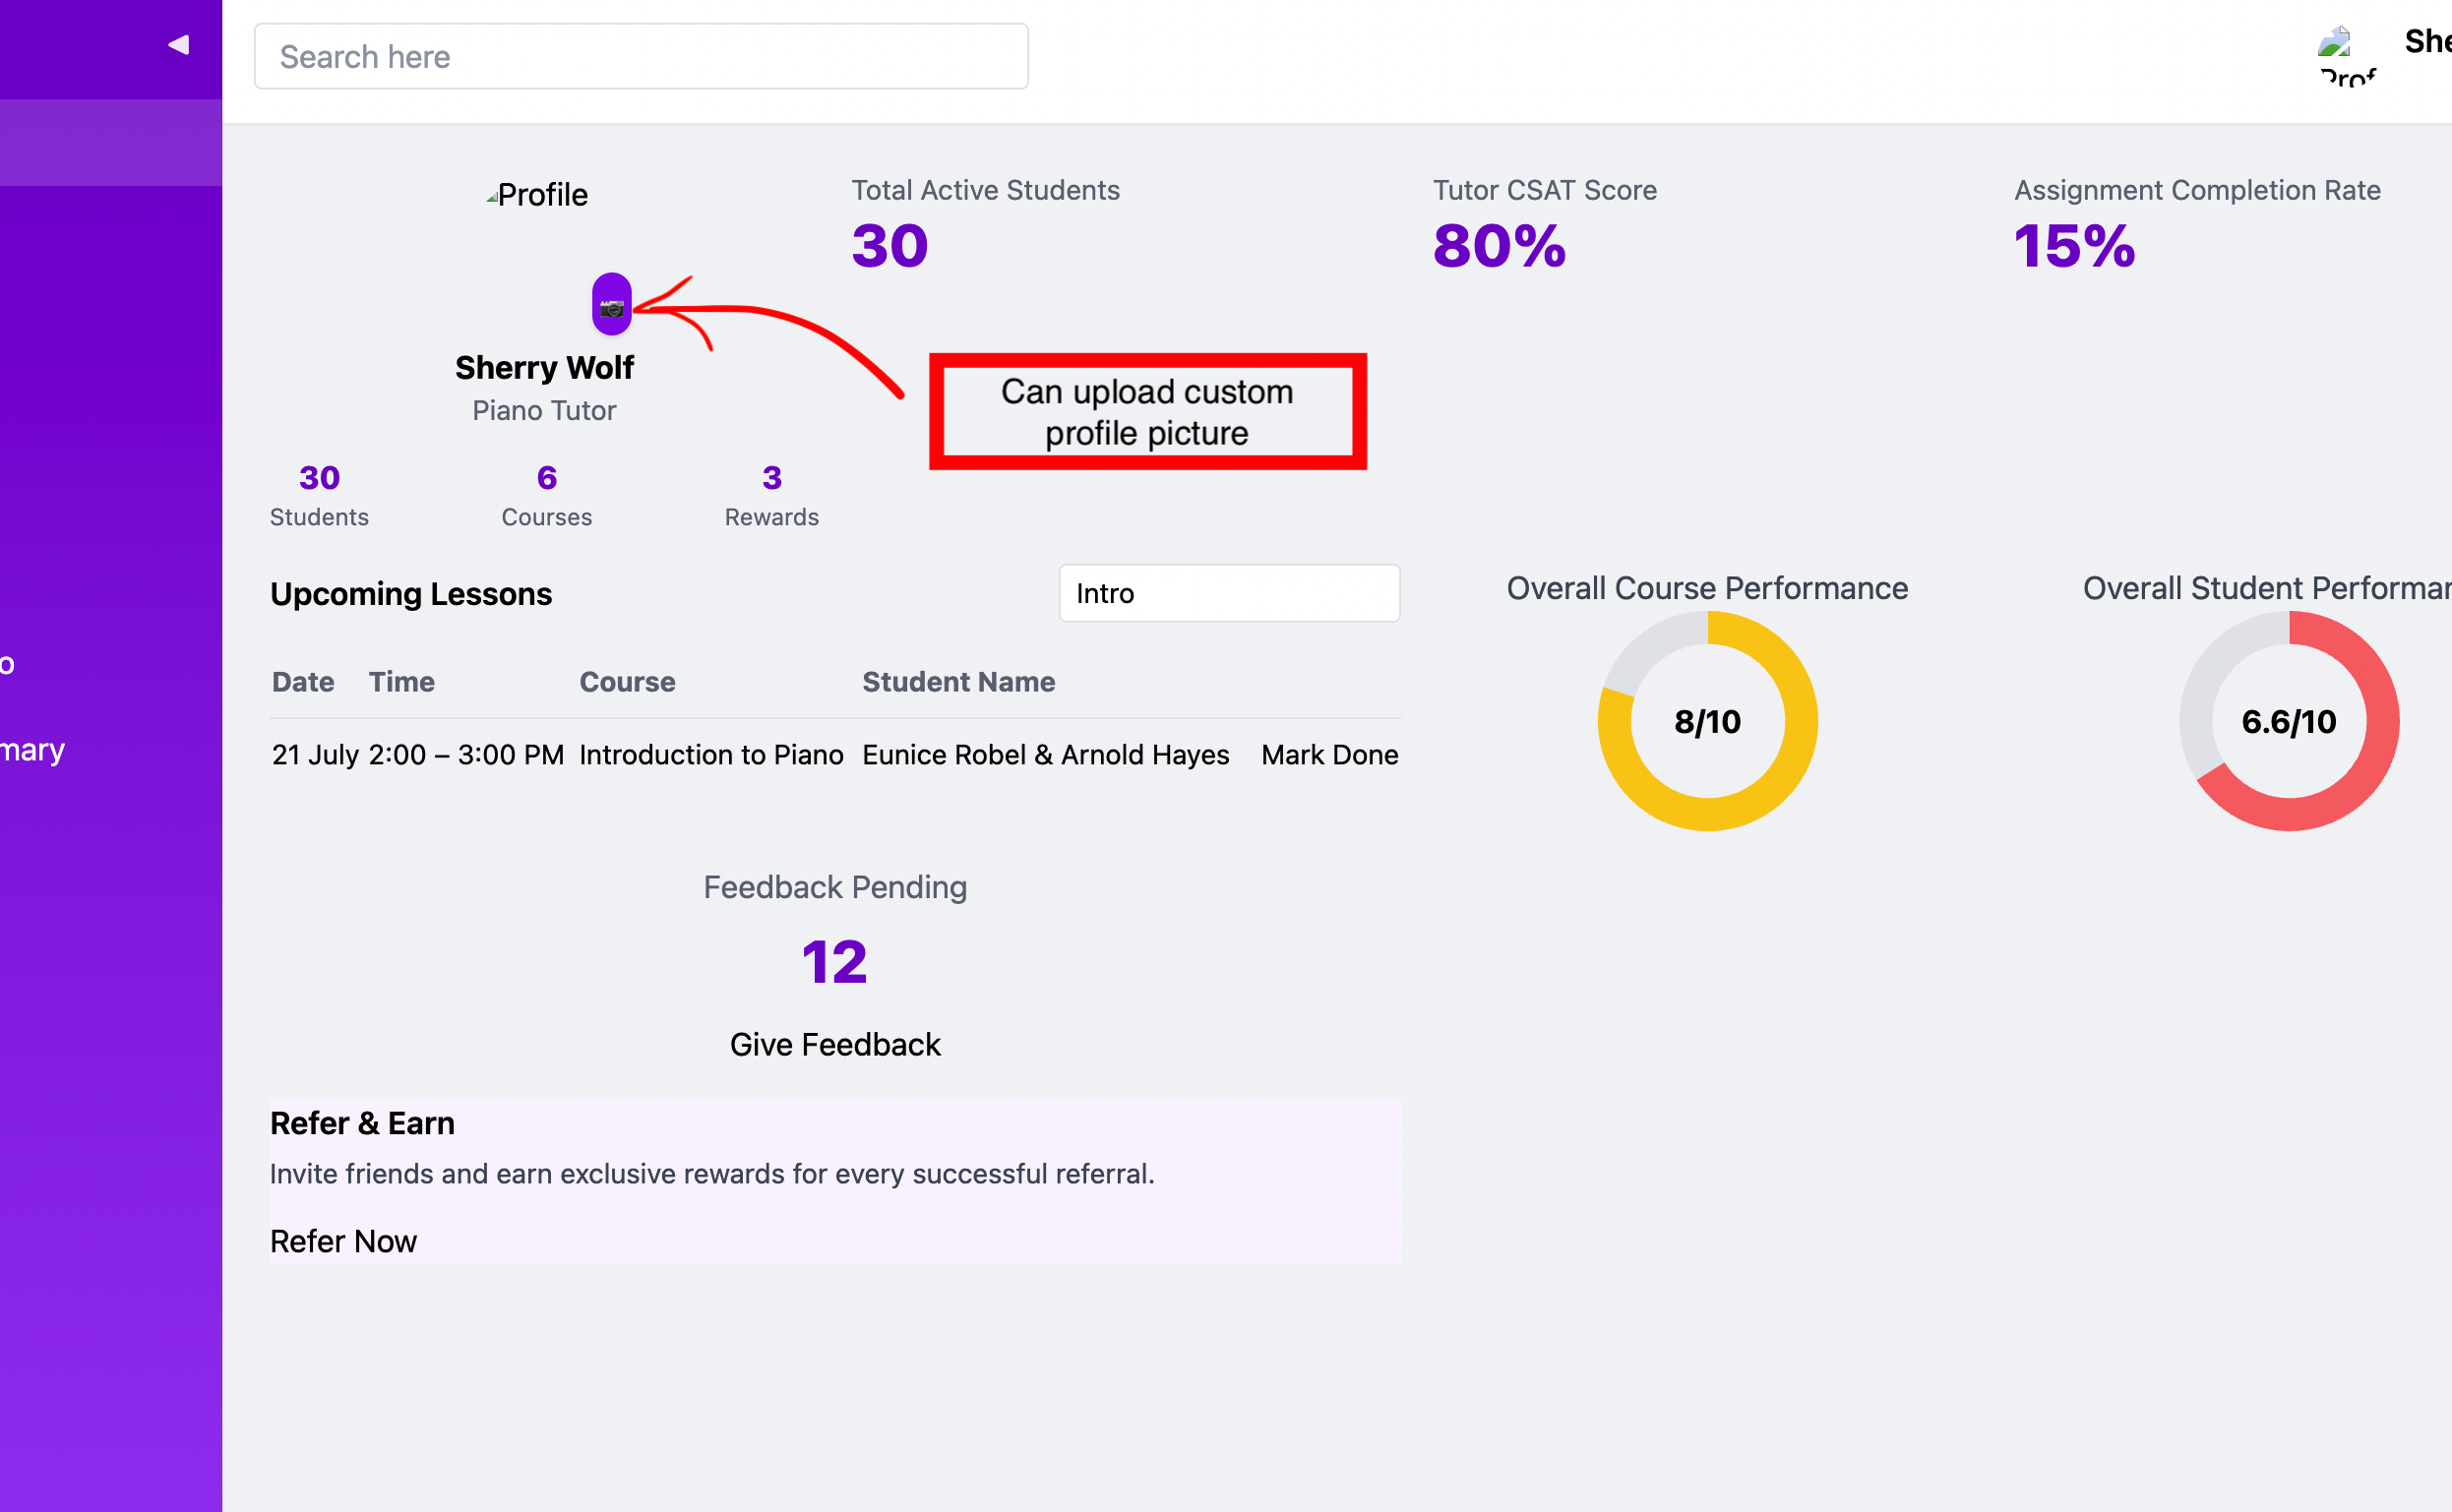 Search here
She
Prof
Profile
Total Active Students
30
Tutor CSAT Score
80%
Assignment Completion Rate
15%
Sherry Wolf
Piano Tutor
Can upload custom
profile picture
30
Students
6
Courses
3
Rewards
Upcoming Lessons
Intro
Date Time Course Student Name
21 July 2:00 – 3:00 PM Introduction to Piano Eunice Robel & Arnold Hayes Mark Done
Overall Course Performance
8/10
Overall Student Performan
6.6/10
o
mary
Feedback Pending
12
Give Feedback
Refer & Earn
Invite friends and earn exclusive rewards for every successful referral.
Refer Now